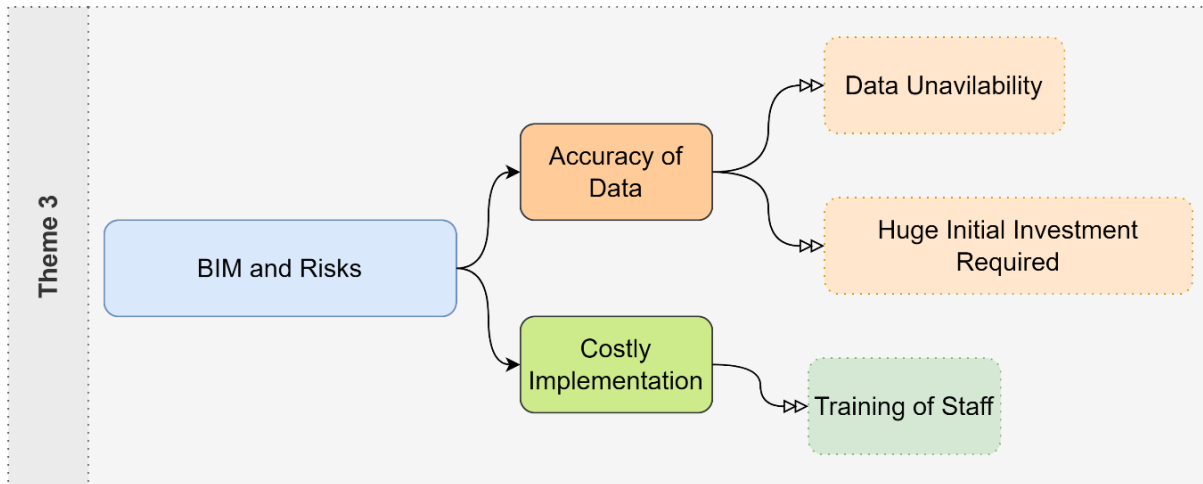 Theme 3
BIM and Risks
Accuracy of
Data
Data Unavilability
Huge Initial Investment
Required
Costly
Implementation
Training of Staff